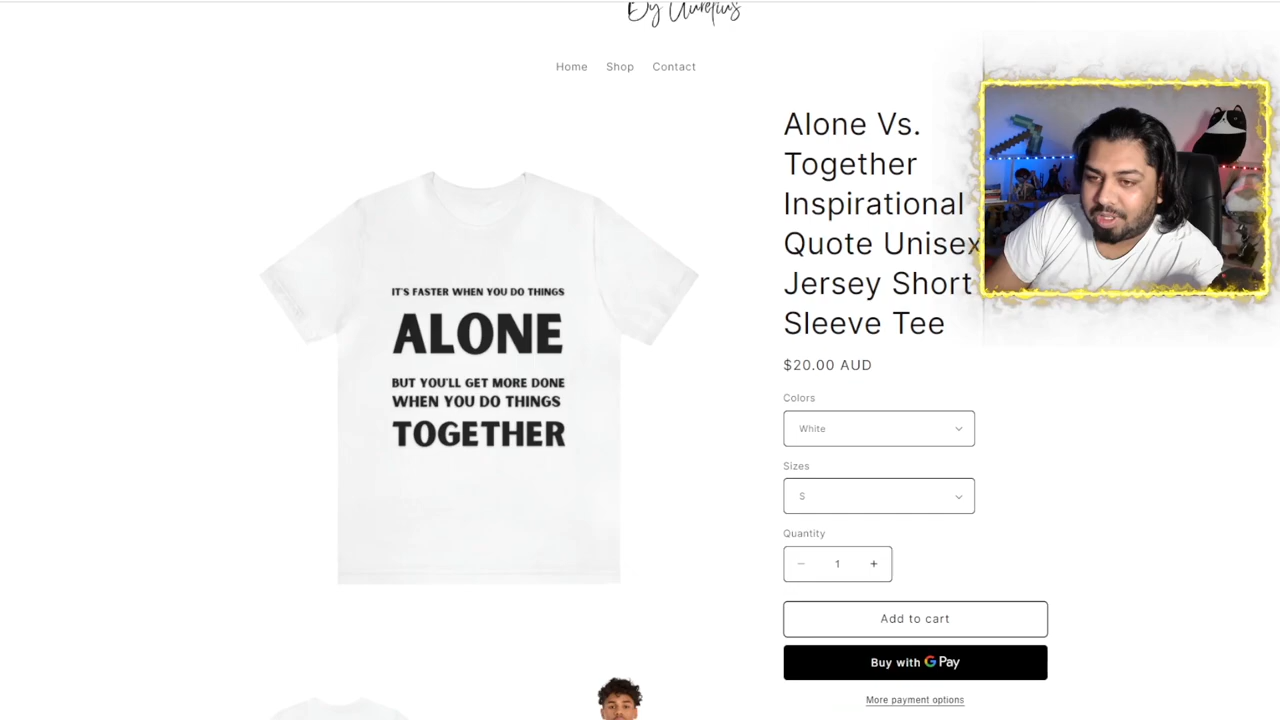 By Aurelius
Home Shop Contact
Alone Vs.
Together
Inspirational
Quote Unisex
Jersey Short
Sleeve Tee
$20.00 AUD
Colors
White
Sizes
S
Quantity
− 1 +
Add to cart
Buy with G Pay
More payment options
IT'S FASTER WHEN YOU DO THINGS
ALONE
BUT YOU'LL GET MORE DONE
WHEN YOU DO THINGS
TOGETHER